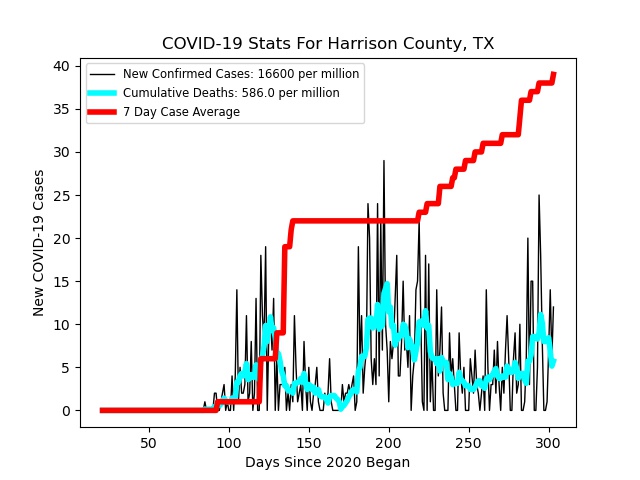 COVID-19 Stats For Harrison County, TX
New Confirmed Cases: 16600 per million
Cumulative Deaths: 586.0 per million
7 Day Case Average
New COVID-19 Cases
40
35
30
25
20
15
10
5
0
50 100 150 200 250 300
Days Since 2020 Began